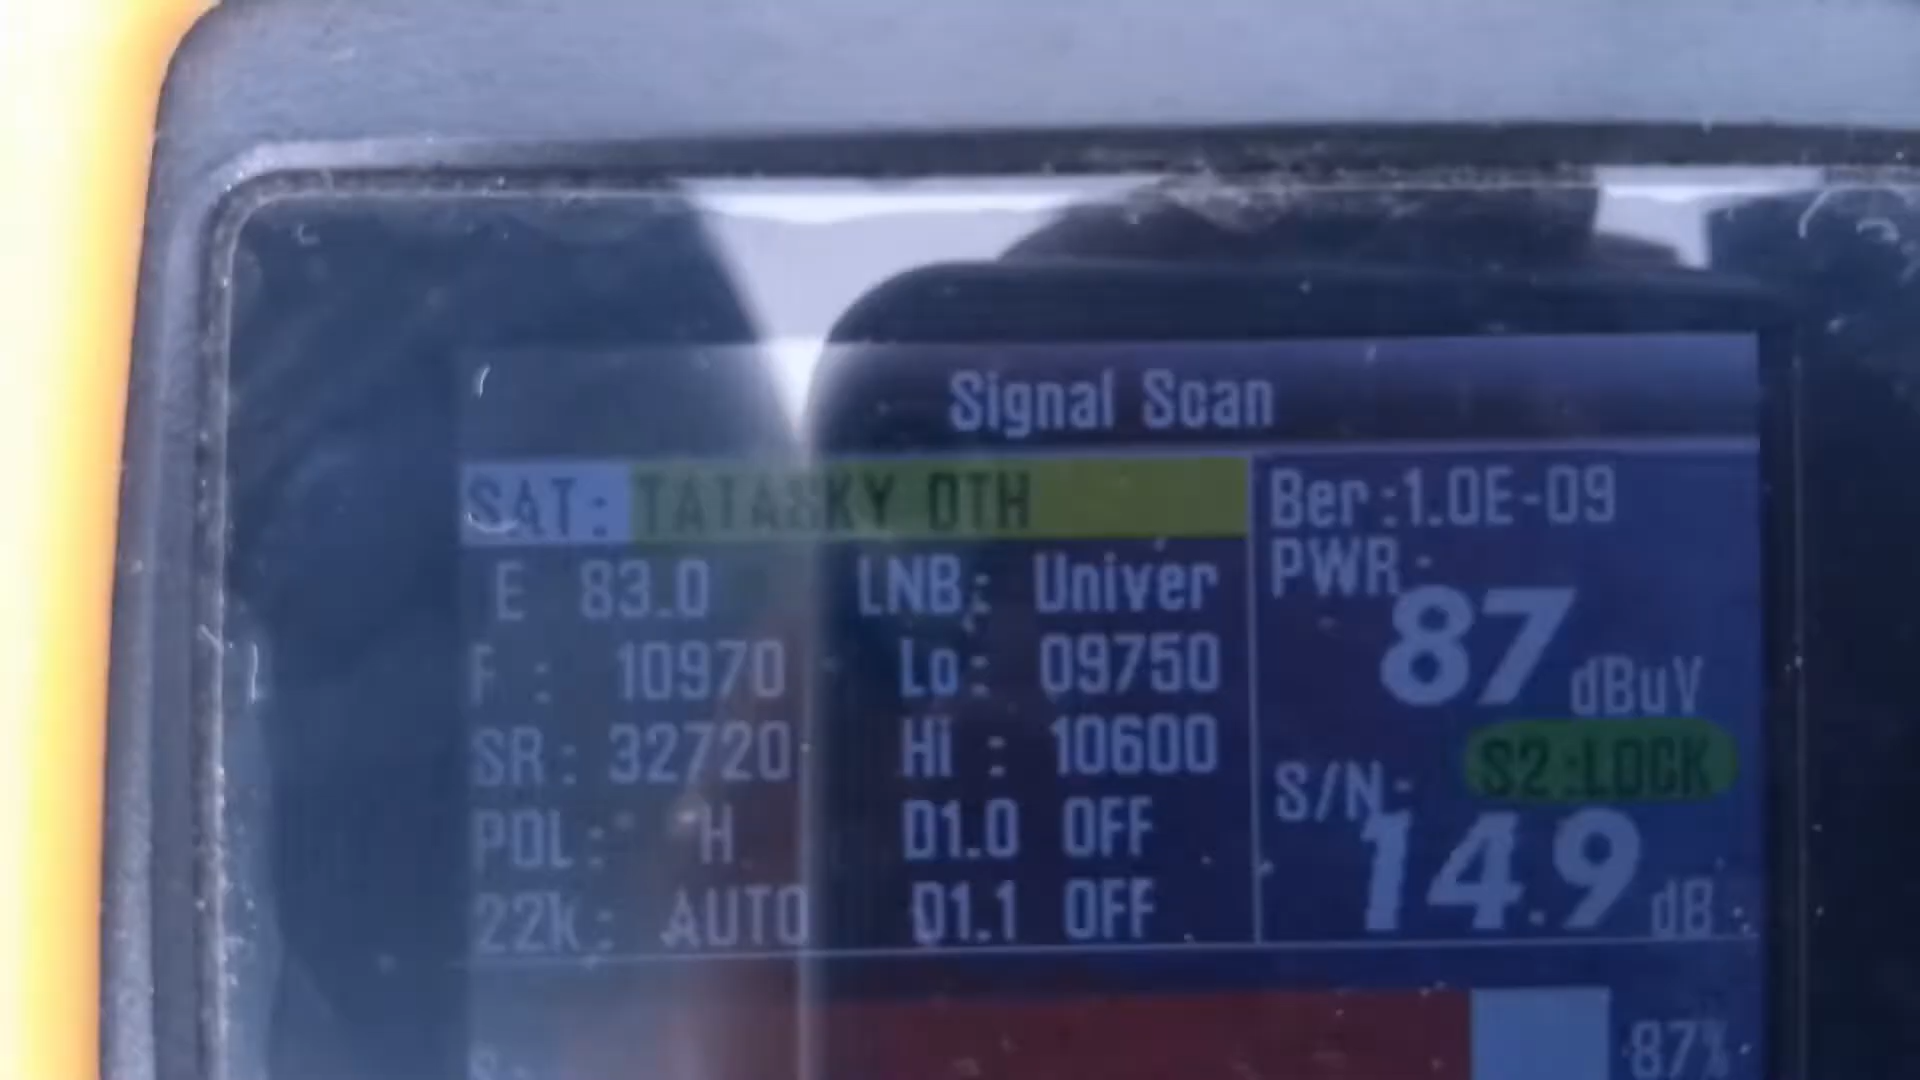 Signal Scan
SAT: TATASKY OTH
E 83.0 LNB: Univer
F : 10970 Lo: 09750
SR: 32720 Hi : 10600
POL: H D1.0 OFF
22k: AUTO D1.1 OFF
Ber:1.0E-09
PWR:
87 dBuV
S2:LOCK
S/N:
14.9 dB
S:
87%